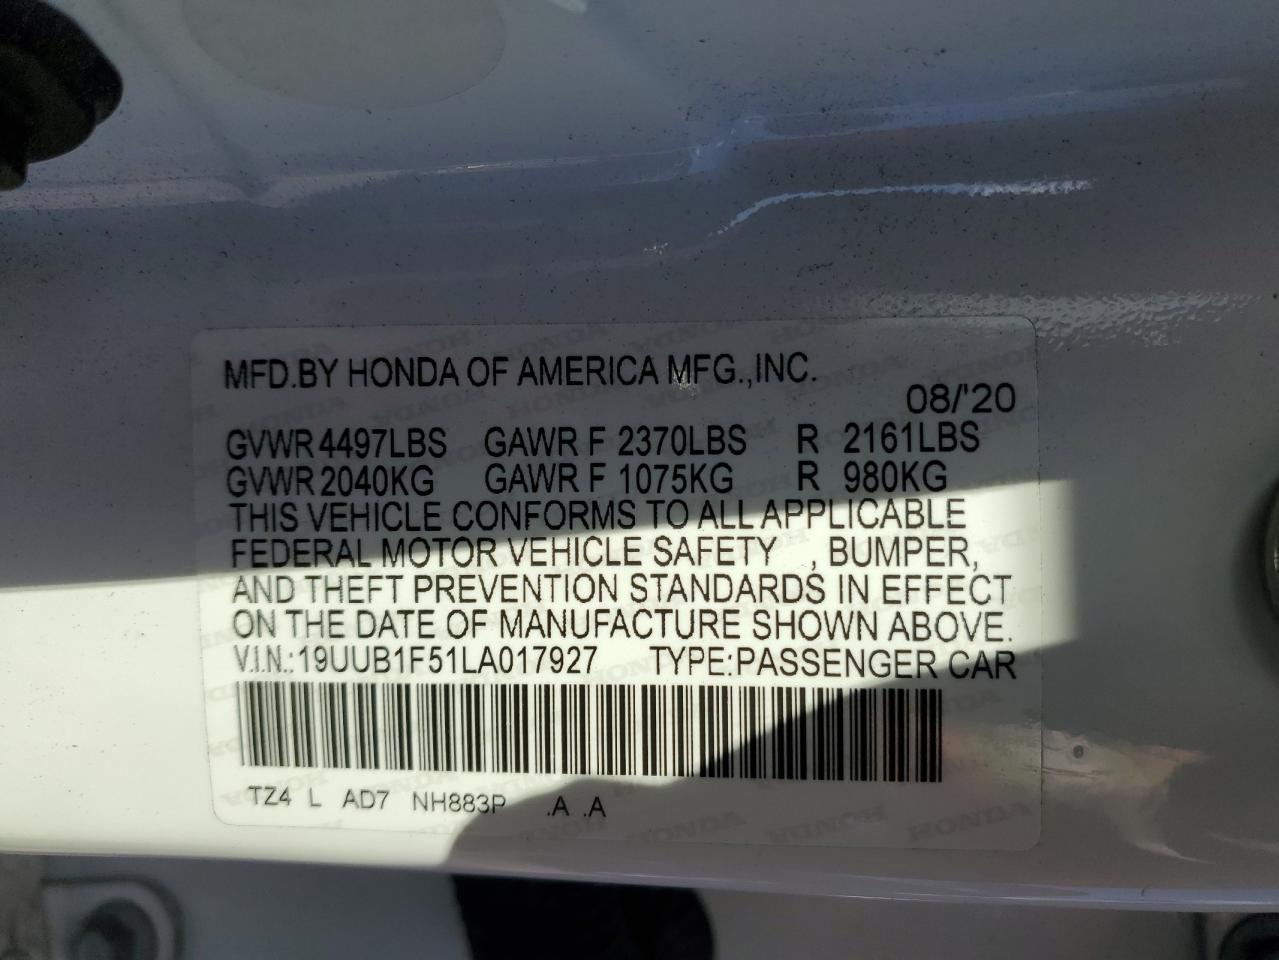 MFD.BY HONDA OF AMERICA MFG.,INC.
08/'20
GVWR 4497LBS GAWR F 2370LBS R 2161LBS
GVWR 2040KG GAWR F 1075KG R 980KG
THIS VEHICLE CONFORMS TO ALL APPLICABLE
FEDERAL MOTOR VEHICLE SAFETY , BUMPER,
AND THEFT PREVENTION STANDARDS IN EFFECT
ON THE DATE OF MANUFACTURE SHOWN ABOVE.
V.I.N.:19UUB1F51LA017927 TYPE:PASSENGER CAR
TZ4 L AD7 NH883P .A .A